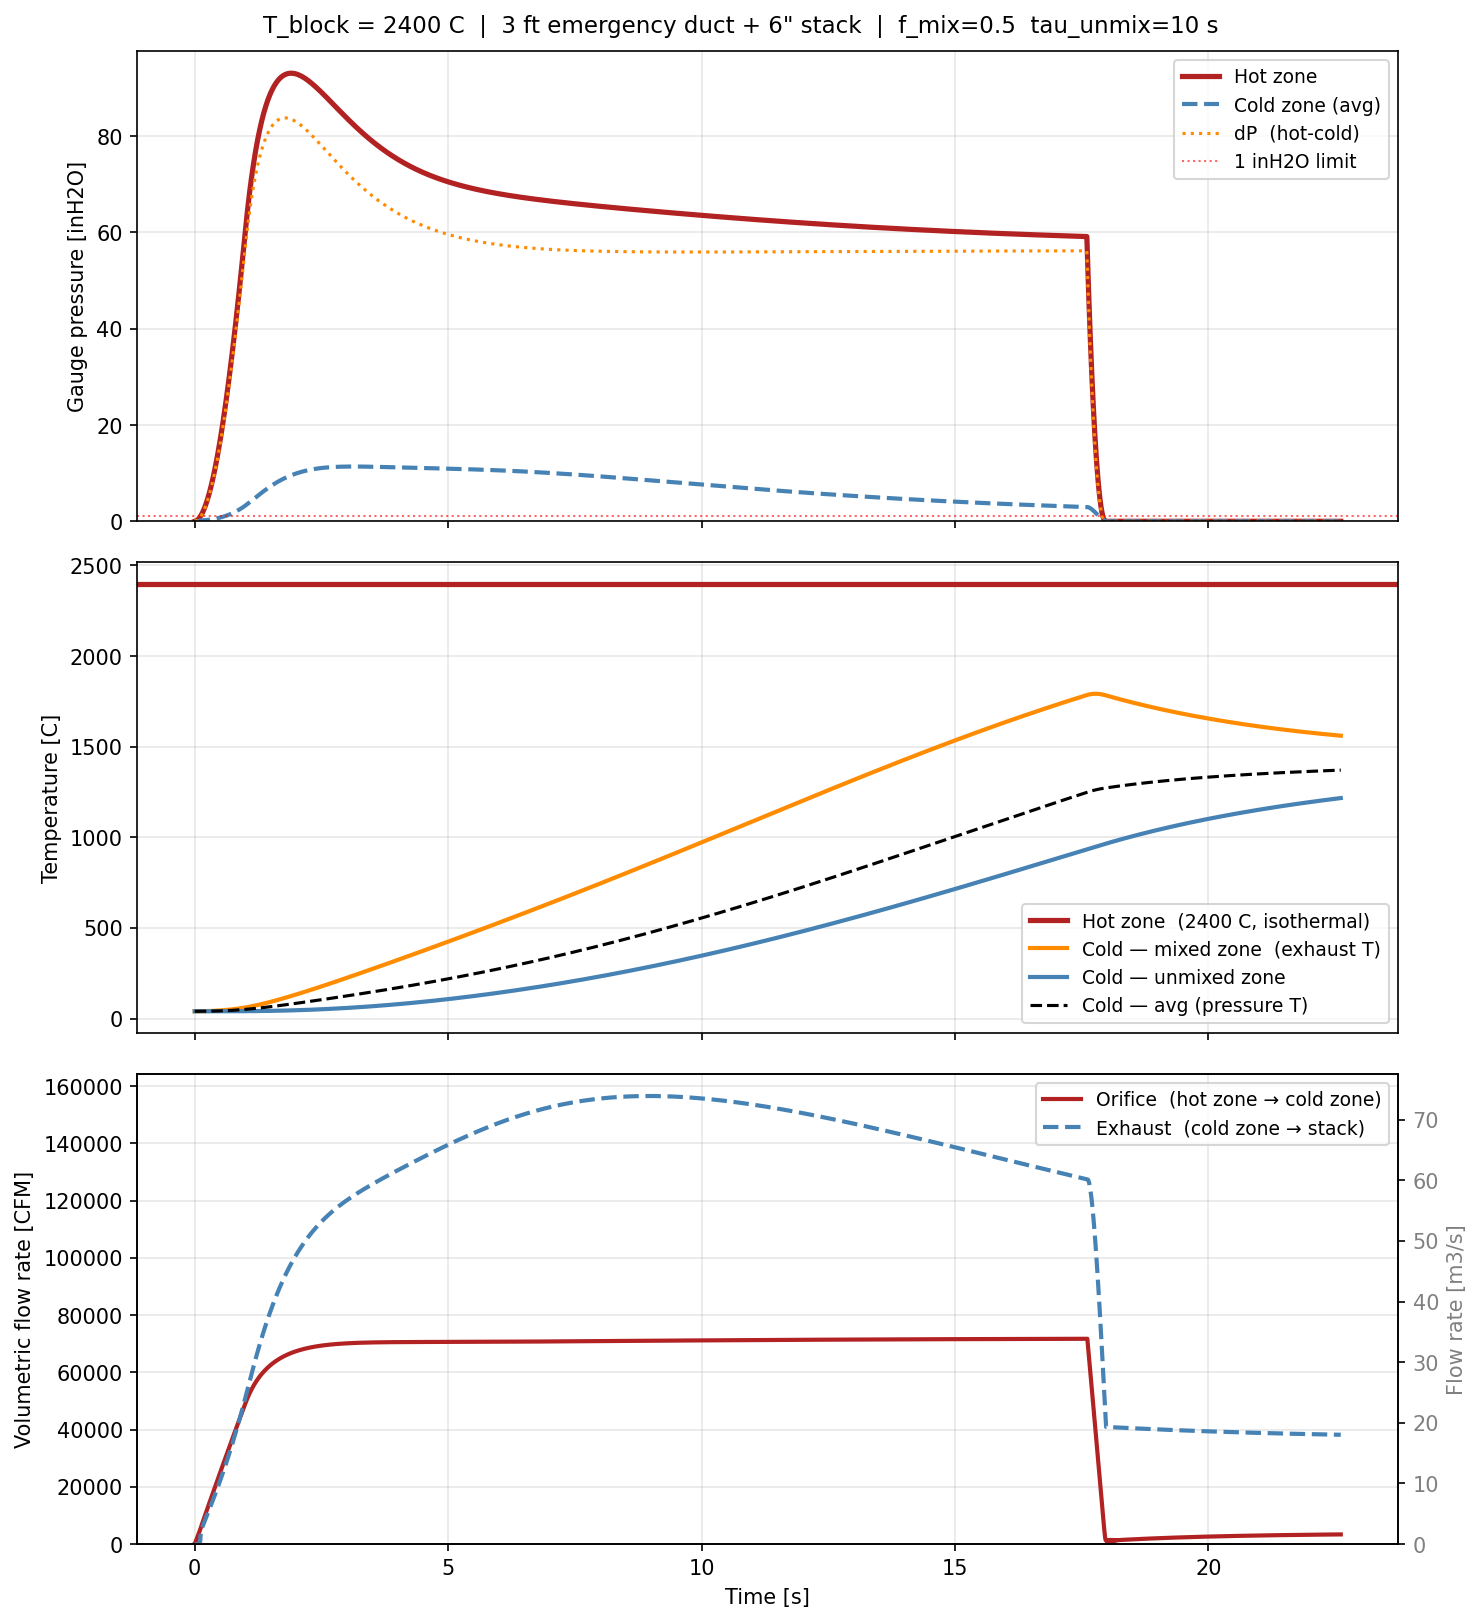 T_block = 2400 C  |  3 ft emergency duct + 6" stack  |  f_mix=0.5  tau_unmix=10 s
Gauge pressure [inH2O]
80
60
40
20
0
Hot zone
Cold zone (avg)
dP  (hot-cold)
1 inH2O limit
Temperature [C]
2500
2000
1500
1000
500
0
Hot zone  (2400 C, isothermal)
Cold — mixed zone  (exhaust T)
Cold — unmixed zone
Cold — avg (pressure T)
Volumetric flow rate [CFM]
160000
140000
120000
100000
80000
60000
40000
20000
0
Orifice  (hot zone → cold zone)
Exhaust  (cold zone → stack)
70
60
50
40
30
20
10
0
Flow rate [m3/s]
0 5 10 15 20
Time [s]